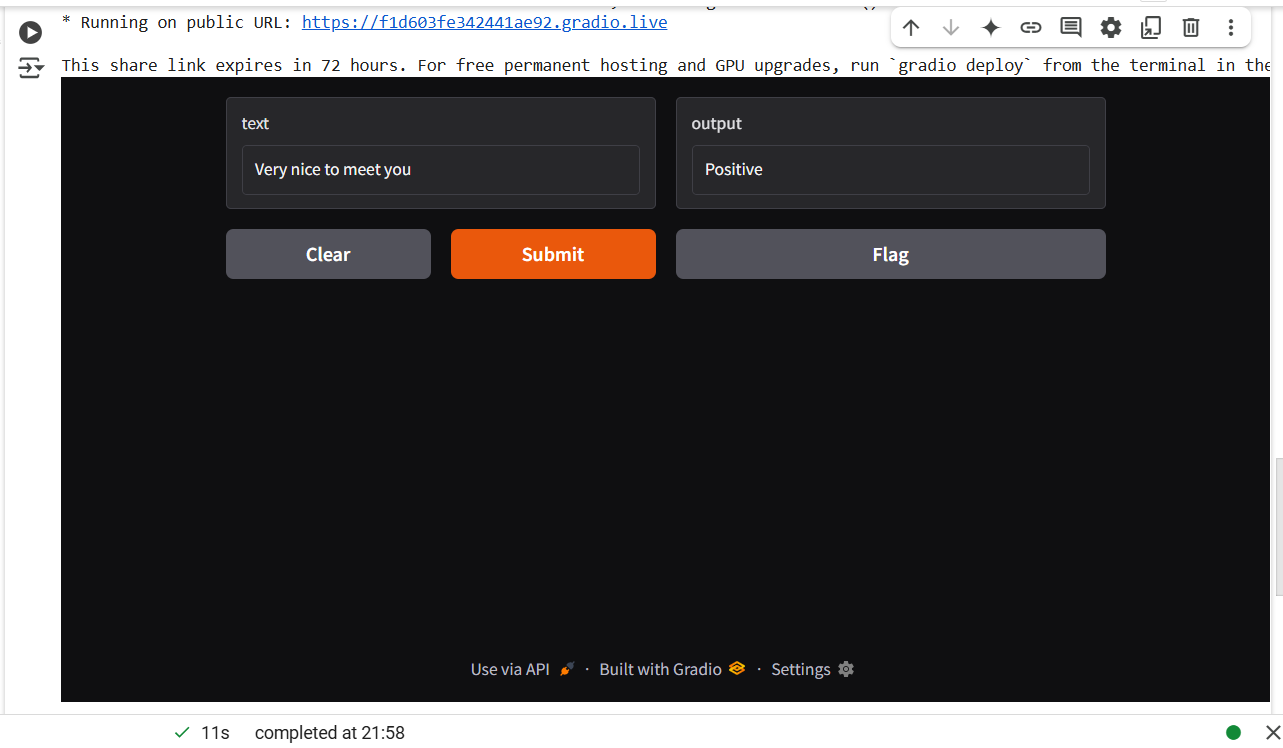 * Running on public URL: https://f1d603fe342441ae92.gradio.live
This share link expires in 72 hours. For free permanent hosting and GPU upgrades, run `gradio deploy` from the terminal in the
text
output
Very nice to meet you
Positive
Clear
Submit
Flag
Use via API · Built with Gradio · Settings
11s completed at 21:58